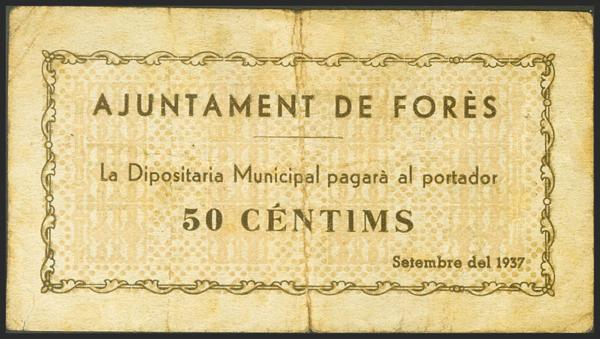 AJUNTAMENT DE FORÈS
La Dipositaria Municipal pagarà al portador
50 CÉNTIMS
Setembre del 1937